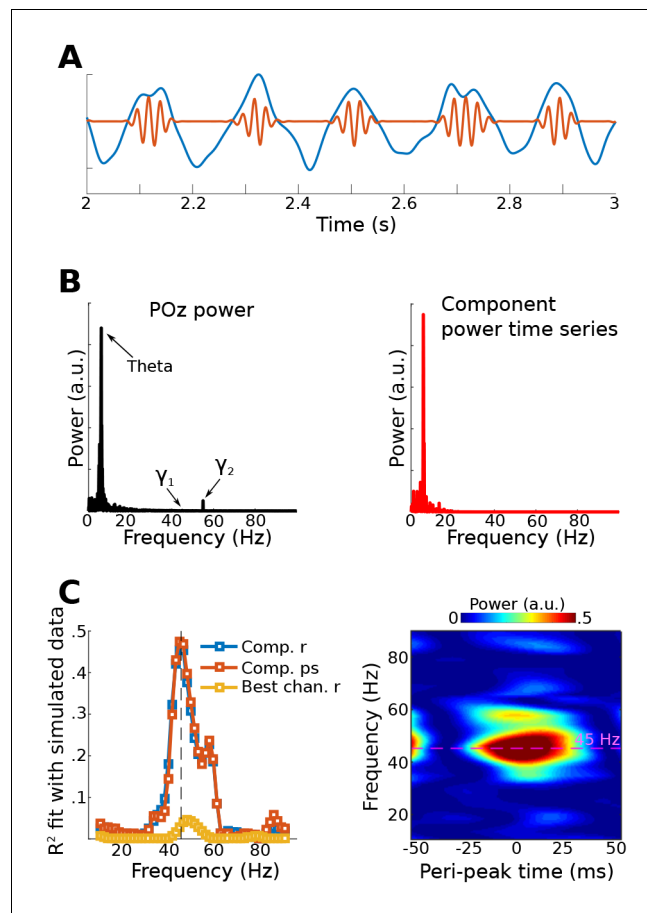 A
2
2.2
2.4
2.6
2.8
3
Time (s)
B
POz power
Power (a.u.)
Theta
γ1
γ2
0
20
40
60
80
Frequency (Hz)
Component
power time series
Power (a.u.)
0
20
40
60
80
Frequency (Hz)
C
R² fit with simulated data
.5
.4
.3
.2
.1
Comp. r
Comp. ps
Best chan. r
20
40
60
80
Frequency (Hz)
Power (a.u.)
0
.5
Frequency (Hz)
80
60
40
20
45 Hz
-50
-25
0
25
50
Peri-peak time (ms)